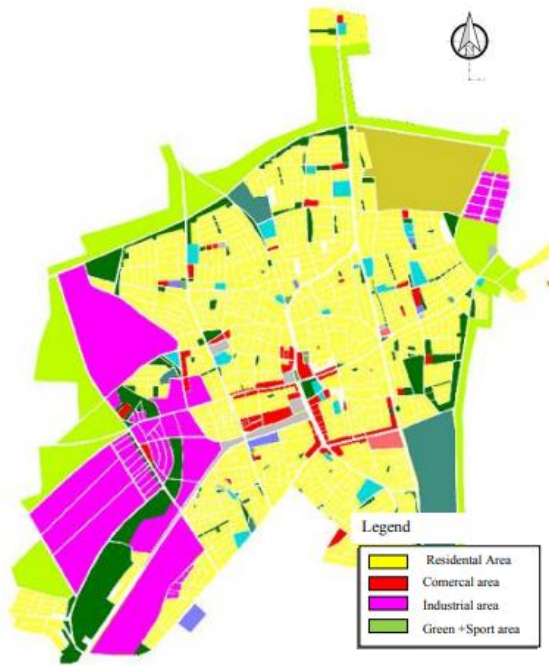 Legend
Residental Area
Comercal area
Industrial area
Green +Sport area